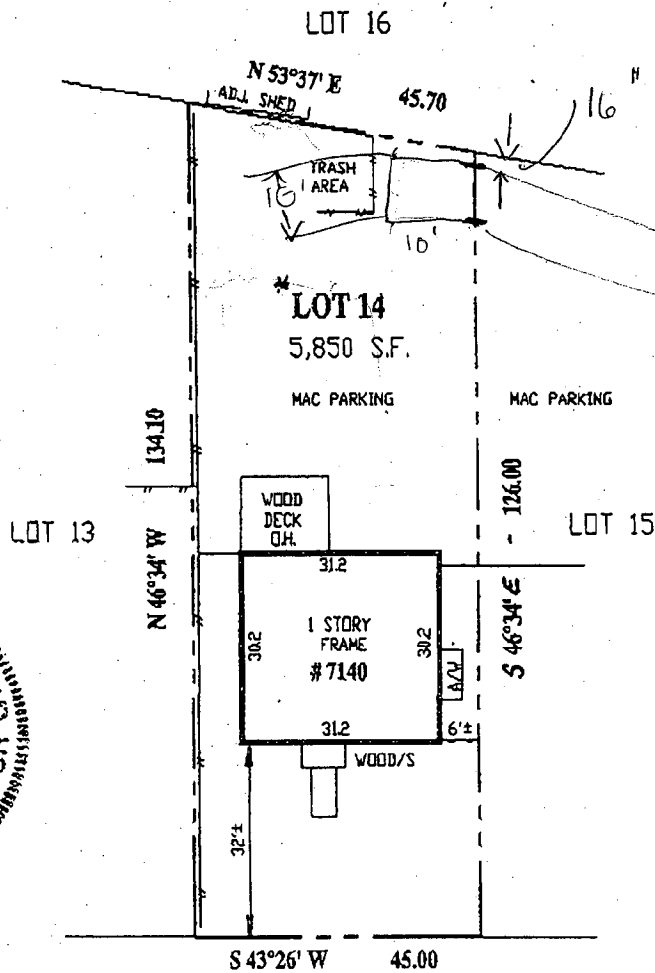 LOT 16
N 53°37' E
45.70
16"
ADJ. SHED
TRASH
AREA
16
10'
*LOT 14
5,850 S.F.
MAC PARKING
MAC PARKING
134.10
N 46°34' W
S 46°34' E - 126.00
LOT 13
LOT 15
WOOD
DECK
O.H.
31.2
30.2
1 STORY
FRAME
# 7140
30.2
A/W
31.2
6'±
WOOD/S
32'±
S 43°26' W
45.00